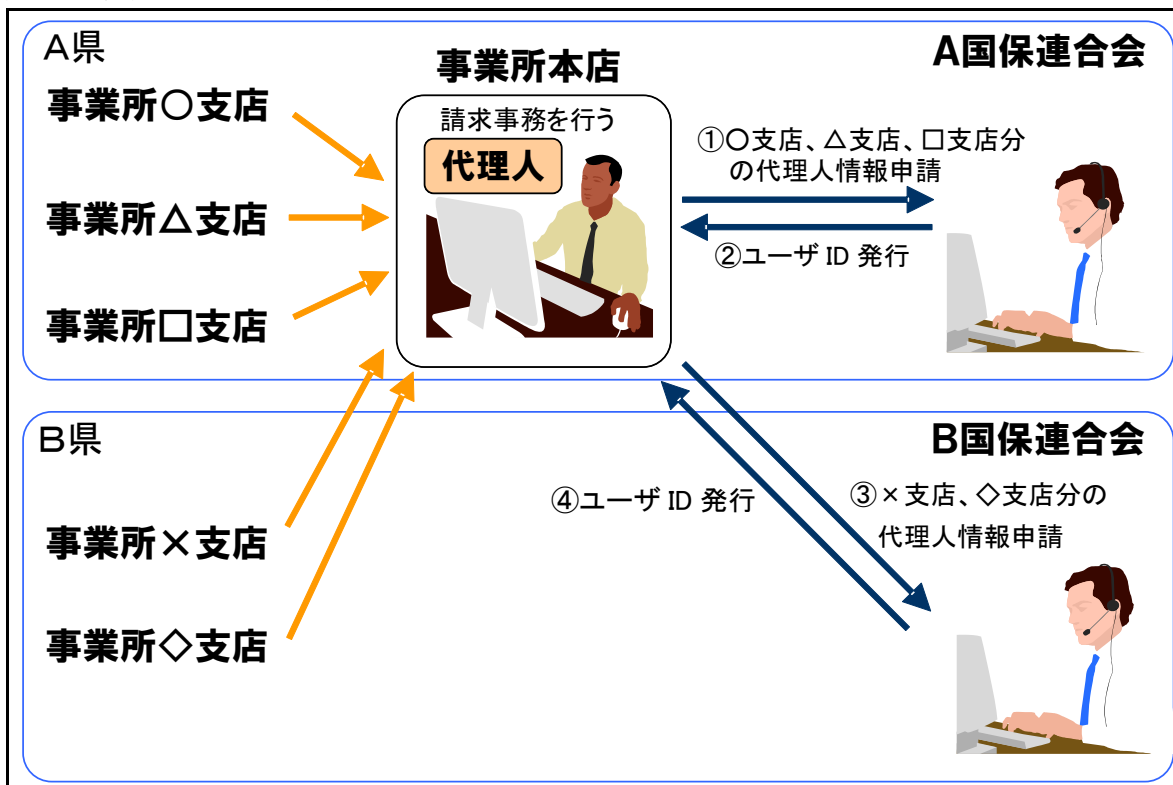 A県
事業所本店
A国保連合会
事業所〇支店
請求事務を行う
代理人
①〇支店、△支店、□支店分
の代理人情報申請
事業所△支店
②ユーザ ID 発行
事業所□支店
B県
B国保連合会
④ユーザ ID 発行
③×支店、◇支店分の
代理人情報申請
事業所×支店
事業所◇支店